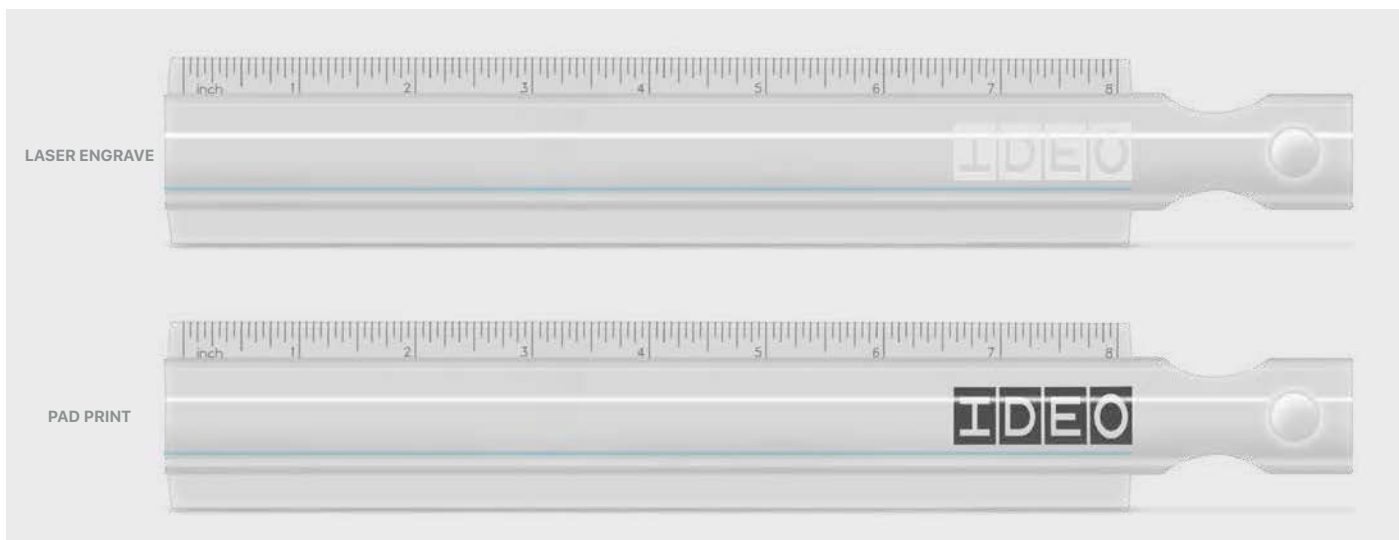 inch 1 2 3 4 5 6 7 8
LASER ENGRAVE
IDEO
inch 1 2 3 4 5 6 7 8
PAD PRINT
IDEO